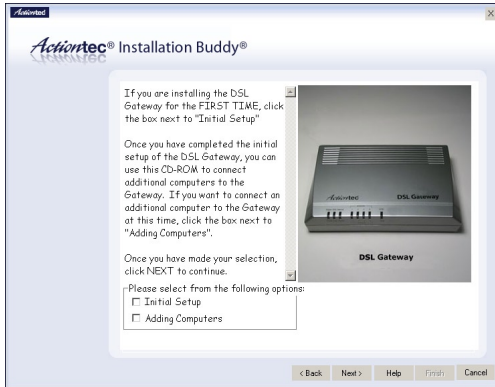 Actiontec
Actiontec® Installation Buddy®
If you are installing the DSL
Gateway for the FIRST TIME, click
the box next to "Initial Setup"
Once you have completed the initial
setup of the DSL Gateway, you can
use this CD-ROM to connect
additional computers to the
Gateway. If you want to connect an
additional computer to the Gateway
at this time, click the box next to
"Adding Computers".
Once you have made your selection,
click NEXT to continue.
Actiontec DSL Gateway
DSL Gateway
Please select from the following options:
Initial Setup
Adding Computers
< Back Next > Help Finish Cancel